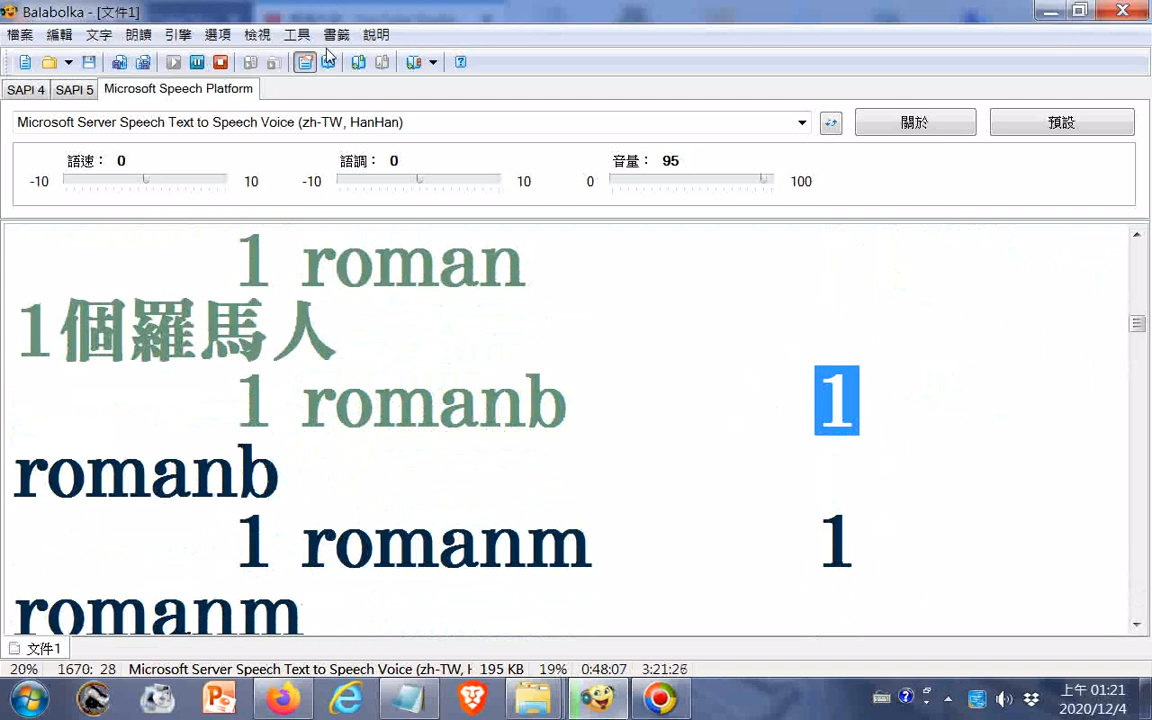 Balabolka - [文件1]
檔案 編輯 文字 朗讀 引擎 選項 檢視 工具 書籤 說明
SAPI 4 SAPI 5 Microsoft Speech Platform
Microsoft Server Speech Text to Speech Voice (zh-TW, HanHan) 關於 預設
語速： 0 語調： 0 音量： 95
-10 10 -10 10 0 100
1 roman
1個羅馬人
1 romanb 1
romanb
1 romanm 1
romanm
文件1
20% 1670: 28 Microsoft Server Speech Text to Speech Voice (zh-TW, 195 KB 19% 0:48:07 3:21:26
上午 01:21
2020/12/4